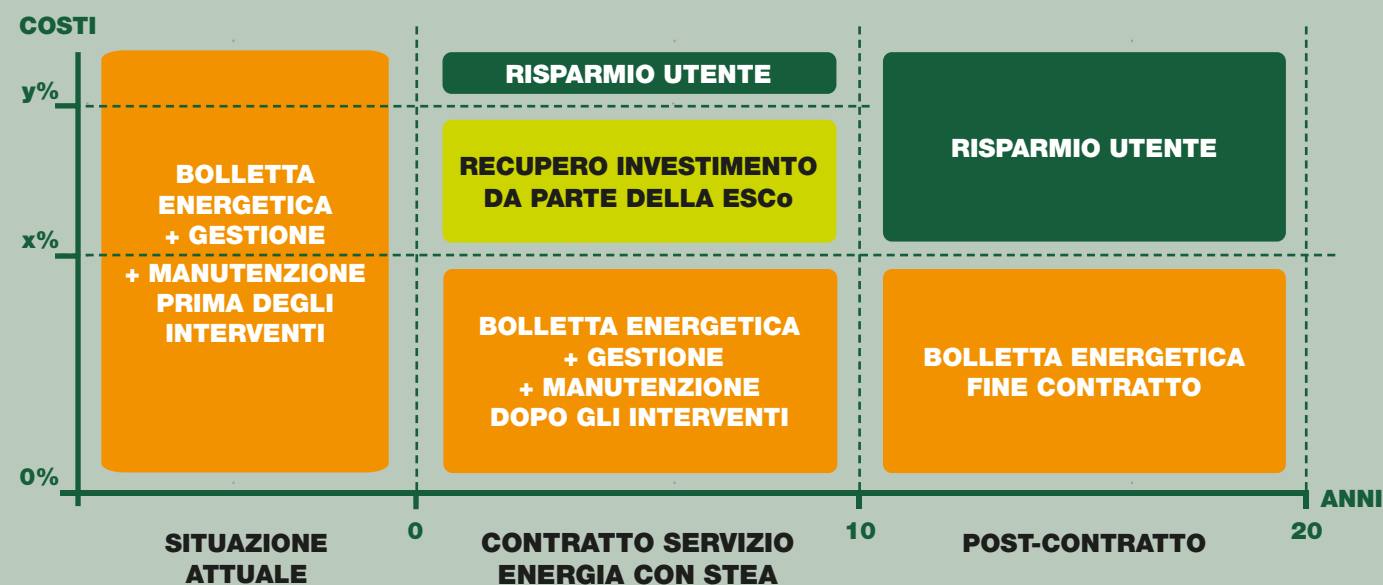 COSTI
y%
x%
0%
BOLLETTA
ENERGETICA
+ GESTIONE
+ MANUTENZIONE
PRIMA DEGLI
INTERVENTI
RISPARMIO UTENTE
RECUPERO INVESTIMENTO
DA PARTE DELLA ESCo
BOLLETTA ENERGETICA
+ GESTIONE
+ MANUTENZIONE
DOPO GLI INTERVENTI
RISPARMIO UTENTE
BOLLETTA ENERGETICA
FINE CONTRATTO
ANNI
0
10
20
SITUAZIONE
ATTUALE
CONTRATTO SERVIZIO
ENERGIA CON STEA
POST-CONTRATTO